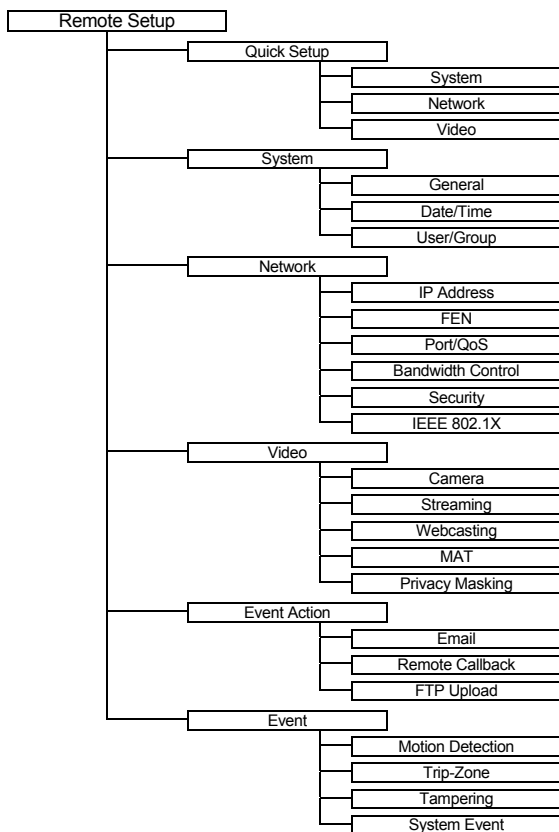 Remote Setup
Quick Setup
System
Network
Video
System
General
Date/Time
User/Group
Network
IP Address
FEN
Port/QoS
Bandwidth Control
Security
IEEE 802.1X
Video
Camera
Streaming
Webcasting
MAT
Privacy Masking
Event Action
Email
Remote Callback
FTP Upload
Event
Motion Detection
Trip-Zone
Tampering
System Event